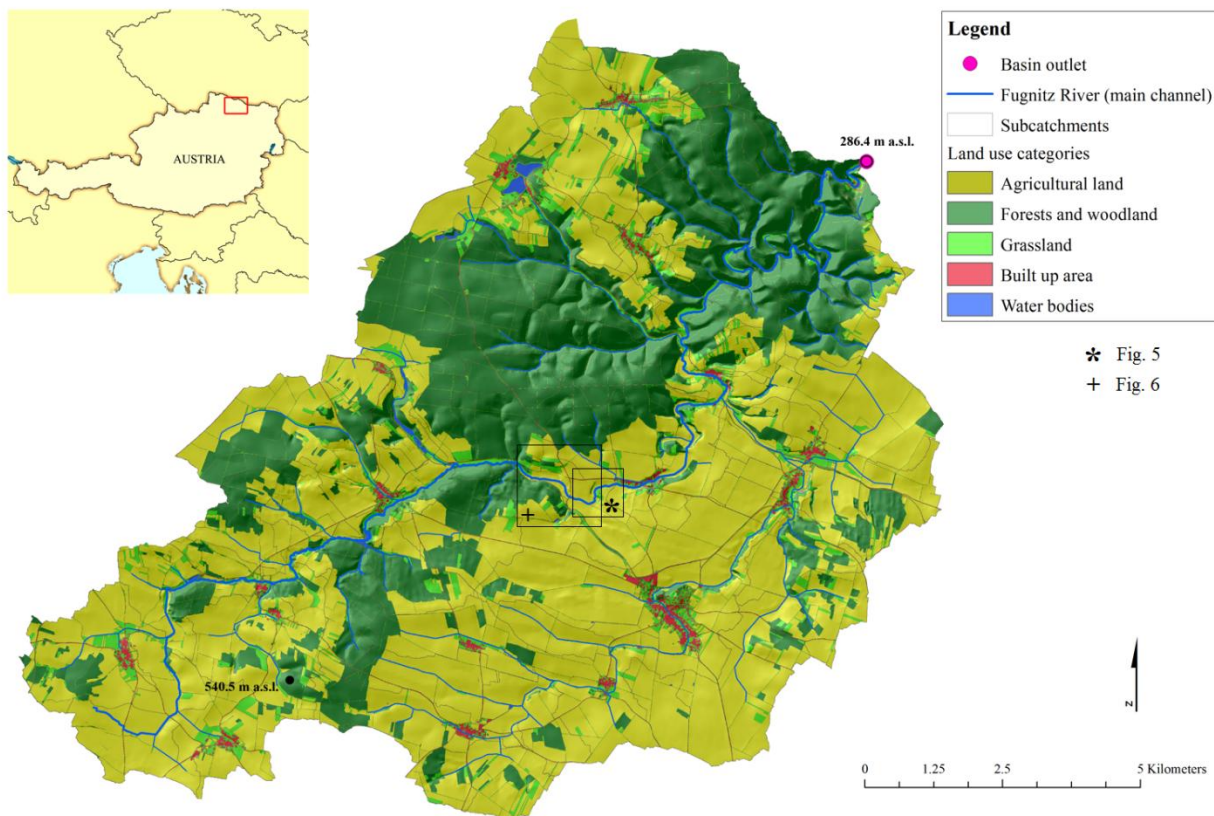 AUSTRIA
286.4 m a.s.l.
540.5 m a.s.l.
Legend
Basin outlet
Fugnitz River (main channel)
Subcatchments
Land use categories
Agricultural land
Forests and woodland
Grassland
Built up area
Water bodies
* Fig. 5
+ Fig. 6
*
+
N
0 1.25 2.5 5 Kilometers